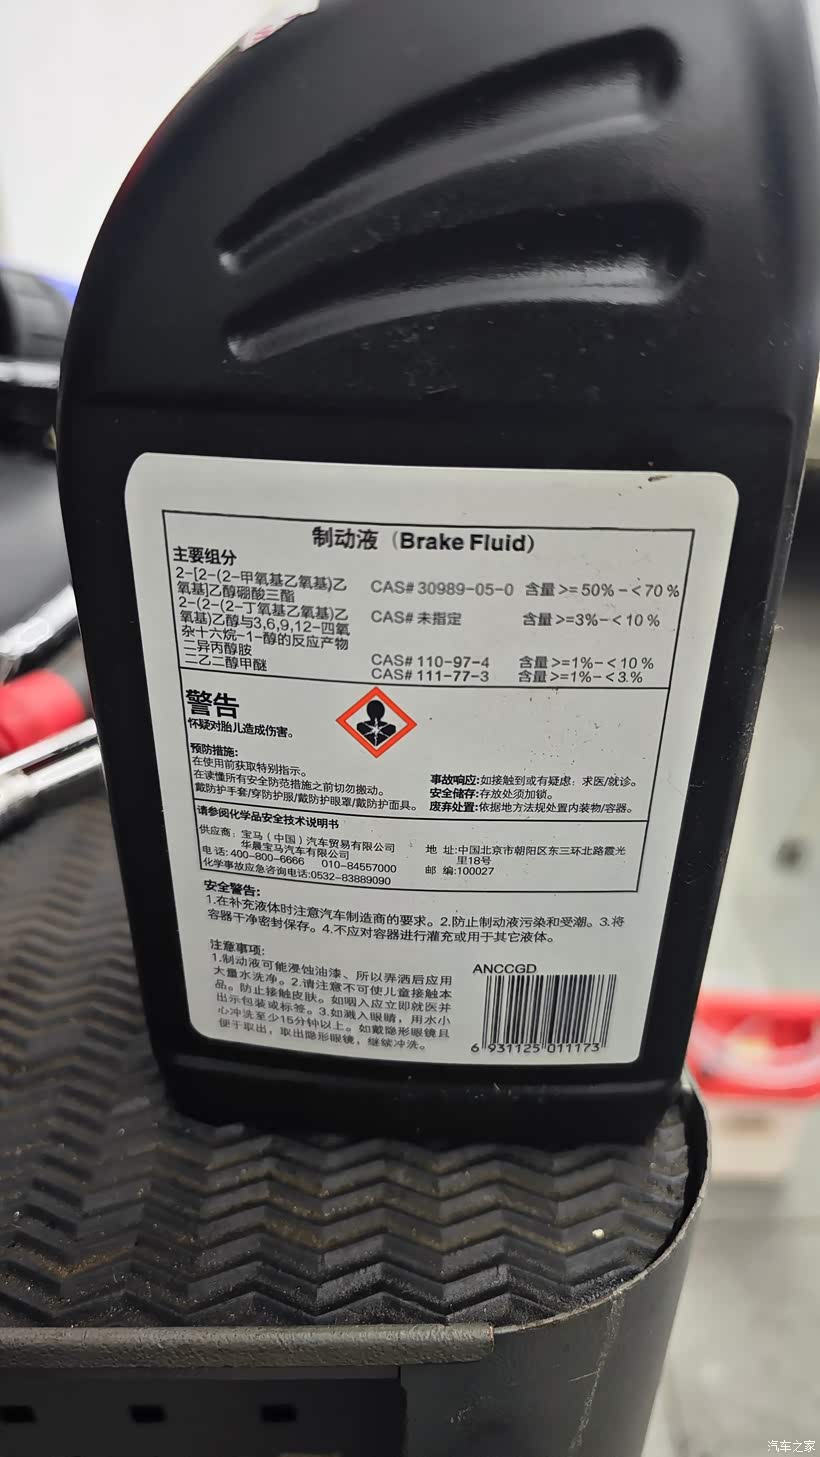 制动液（Brake Fluid）
主要组分
2-[2-(2-甲氧基乙氧基)乙
氧基]乙醇硼酸三酯 CAS# 30989-05-0 含量 >= 50% - < 70 %
2-(2-(2-丁氧基乙氧基)乙
氧基)乙醇与3,6,9,12-四氧 CAS# 未指定 含量 >=3% - < 10 %
杂十六烷-1-醇的反应产物
二异丙醇胺 CAS# 110-97-4 含量 >=1% - < 10 %
二乙二醇甲醚 CAS# 111-77-3 含量 >=1% - < 3.%
警告
怀疑对胎儿造成伤害。
预防措施:
在使用前获取特别指示。
在读懂所有安全防范措施之前切勿搬动。
戴防护手套/穿防护服/戴防护眼罩/戴防护面具。
事故响应:如接触到或有疑虑：求医/就诊。
安全储存:存放处须加锁。
废弃处置:依据地方法规处置内装物/容器。
请参阅化学品安全技术说明书
供应商：宝马（中国）汽车贸易有限公司
华晨宝马汽车有限公司
电话: 400-800-6666 010-84557000
化学事故应急咨询电话:0532-83889090
地 址:中国北京市朝阳区东三环北路霞光
里18号
邮 编:100027
安全警告:
1.在补充液体时注意汽车制造商的要求。2.防止制动液污染和受潮。3.将
容器干净密封保存。4.不应对容器进行灌充或用于其它液体。
注意事项:
1.制动液可能浸蚀油漆、所以弄洒后应用
大量水洗净。2.请注意不可使儿童接触本
品。防止接触皮肤。如咽入应立即就医并
出示包装或标签。3.如溅入眼睛，用水小
心冲洗至少15分钟以上。如戴隐形眼镜且
便于取出，取出隐形眼镜，继续冲洗。
ANCCGD
6 931125 011173
汽车之家